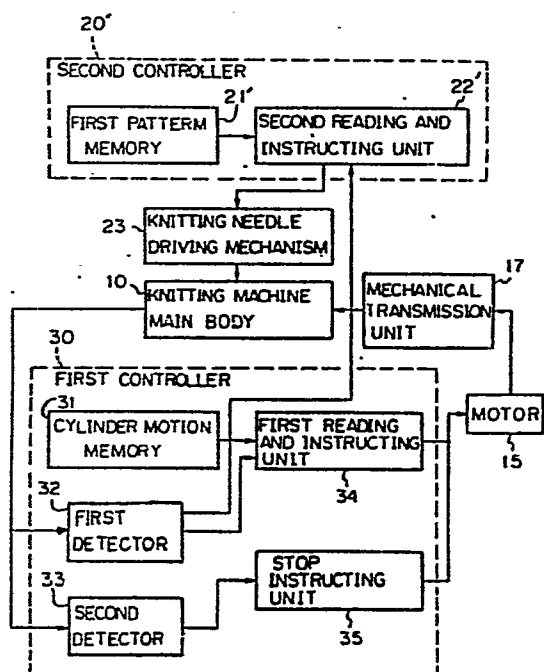 20'
SECOND CONTROLLER
21'
22'
FIRST PATTERM
MEMORY
SECOND READING AND
INSTRUCTING UNIT
23
KNITTING NEEDLE
DRIVING MECHANISM
10
KNITTING MACHINE
MAIN BODY
17
MECHANICAL
TRANSMISSION
UNIT
30
FIRST CONTROLLER
31
CYLINDER MOTION
MEMORY
FIRST READING
AND INSTRUCTING
UNIT
34
MOTOR
15
32
FIRST
DETECTOR
33
SECOND
DETECTOR
STOP
INSTRUCTING
UNIT
35